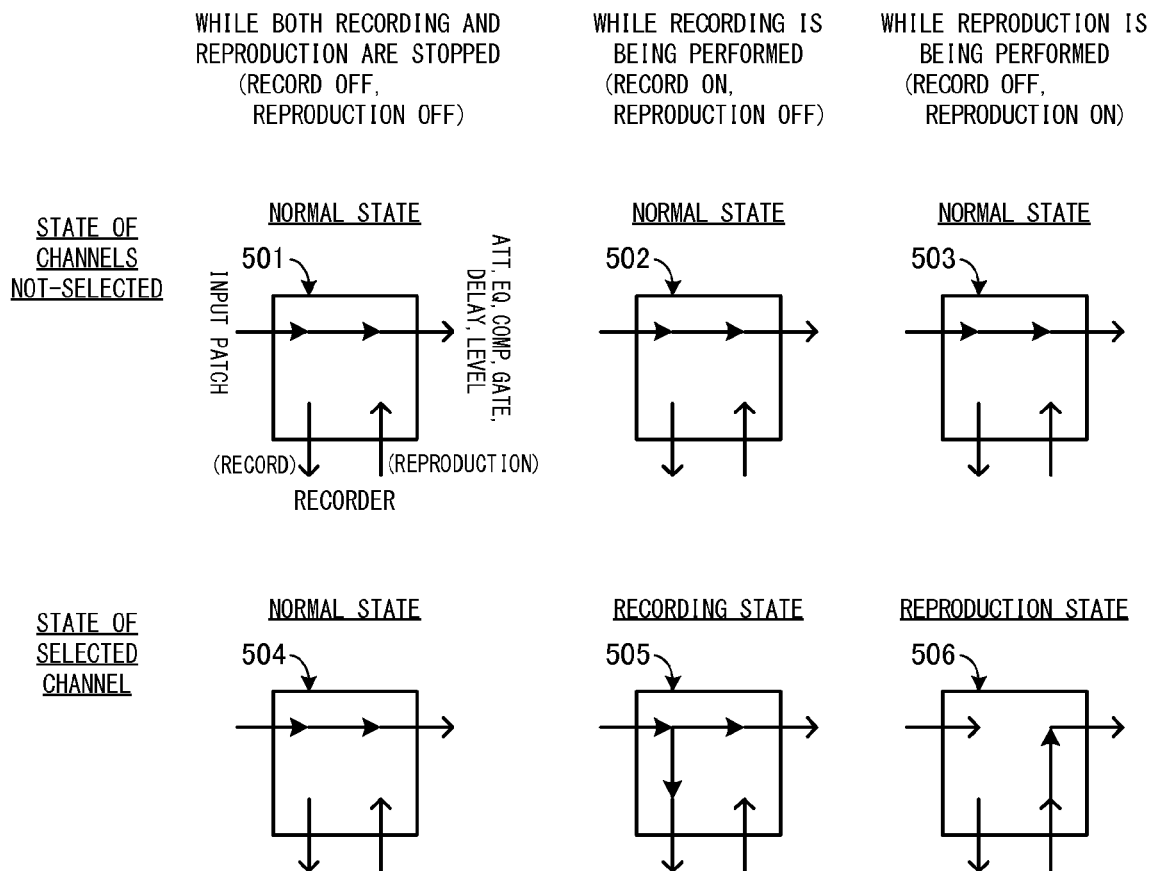 WHILE BOTH RECORDING AND
REPRODUCTION ARE STOPPED
(RECORD OFF,
REPRODUCTION OFF)
WHILE RECORDING IS
BEING PERFORMED
(RECORD ON,
REPRODUCTION OFF)
WHILE REPRODUCTION IS
BEING PERFORMED
(RECORD OFF,
REPRODUCTION ON)
STATE OF
CHANNELS
NOT-SELECTED
NORMAL STATE
501
INPUT PATCH
ATT, EQ, COMP, GATE,
DELAY, LEVEL
(RECORD)
(REPRODUCTION)
RECORDER
NORMAL STATE
502
NORMAL STATE
503
STATE OF
SELECTED
CHANNEL
NORMAL STATE
504
RECORDING STATE
505
REPRODUCTION STATE
506